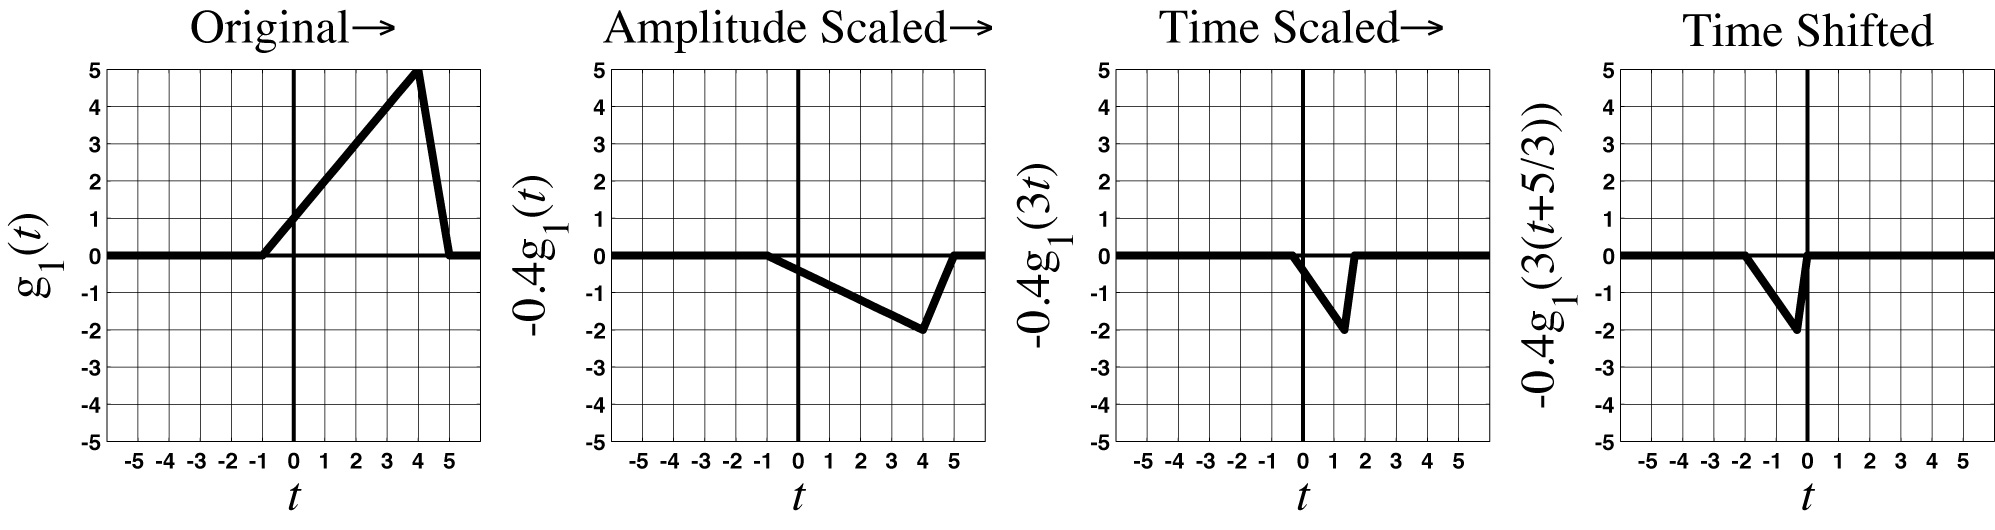 Original→
Amplitude Scaled→
Time Scaled→
Time Shifted
g1(t)
5
4
3
2
1
0
-1
-2
-3
-4
-5
-5 -4 -3 -2 -1 0 1 2 3 4 5
t
-0.4g1(t)
5
4
3
2
1
0
-1
-2
-3
-4
-5
-5 -4 -3 -2 -1 0 1 2 3 4 5
t
-0.4g1(3t)
5
4
3
2
1
0
-1
-2
-3
-4
-5
-5 -4 -3 -2 -1 0 1 2 3 4 5
t
-0.4g1(3(t+5/3))
5
4
3
2
1
0
-1
-2
-3
-4
-5
-5 -4 -3 -2 -1 0 1 2 3 4 5
t